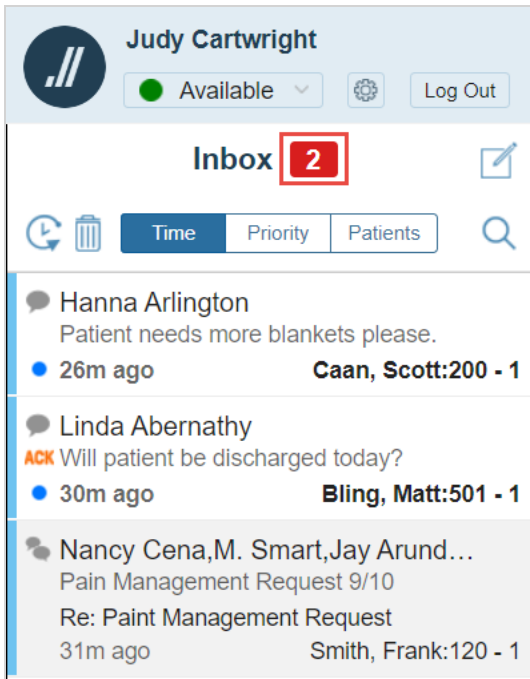 Judy Cartwright
Available
Log Out
Inbox 2
Time Priority Patients
Hanna Arlington
Patient needs more blankets please.
26m ago Caan, Scott:200 - 1
Linda Abernathy
ACK Will patient be discharged today?
30m ago Bling, Matt:501 - 1
Nancy Cena,M. Smart,Jay Arund…
Pain Management Request 9/10
Re: Paint Management Request
31m ago Smith, Frank:120 - 1